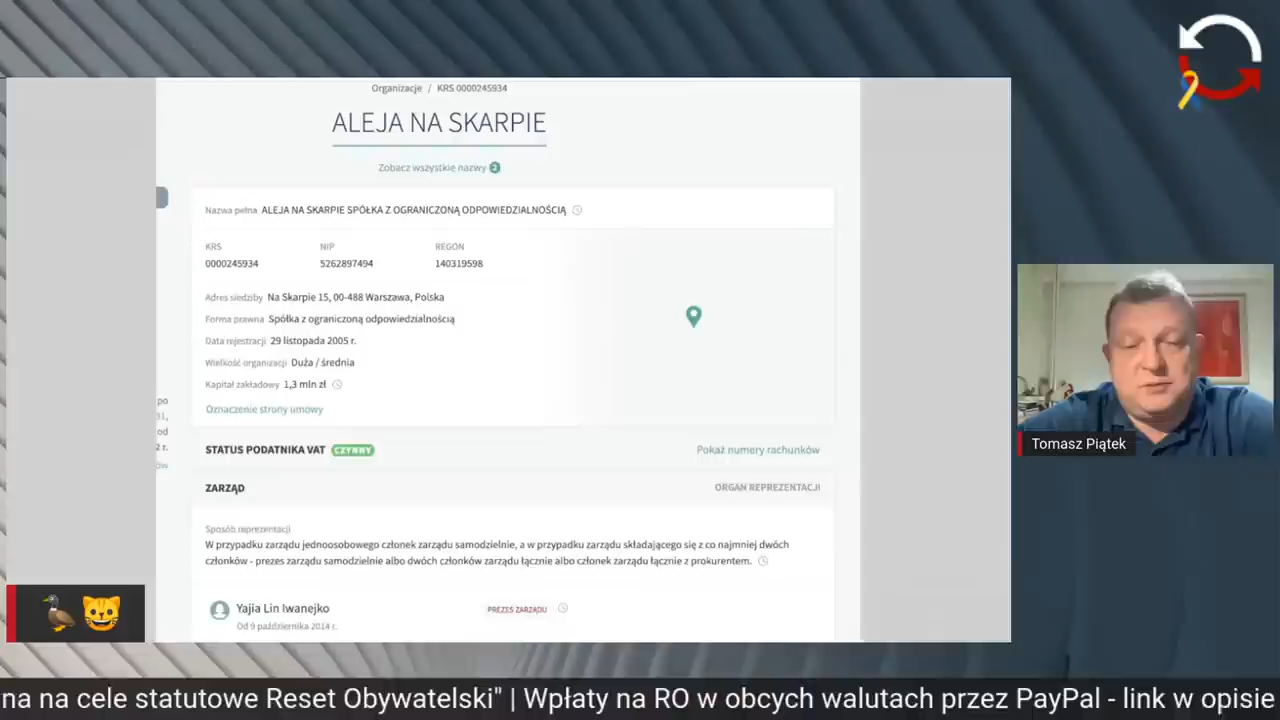 Organizacje / KRS 0000245934
ALEJA NA SKARPIE
Zobacz wszystkie nazwy 2
Nazwa pełna ALEJA NA SKARPIE SPÓŁKA Z OGRANICZONĄ ODPOWIEDZIALNOŚCIĄ
KRS NIP REGON
0000245934 5262897494 140319598
Adres siedziby Na Skarpie 15, 00-488 Warszawa, Polska
Forma prawna Spółka z ograniczoną odpowiedzialnością
Data rejestracji 29 listopada 2005 r.
Wielkość organizacji Duża / średnia
Kapitał zakładowy 1,3 mln zł
po
31,
Oznaczenie strony umowy
od
2 r.
STATUS PODATNIKA VAT CZYNNY Pokaż numery rachunków
ZARZĄD ORGAN REPREZENTACJI
Sposób reprezentacji
W przypadku zarządu jednoosobowego członek zarządu samodzielnie, a w przypadku zarządu składającego się z co najmniej dwóch
członków - prezes zarządu samodzielnie albo dwóch członków zarządu łącznie albo członek zarządu łącznie z prokurentem.
Yajia Lin Iwanejko PREZES ZARZĄDU
Od 9 października 2014 r.
Tomasz Piątek
na na cele statutowe Reset Obywatelski" | Wpłaty na RO w obcych walutach przez PayPal - link w opisie